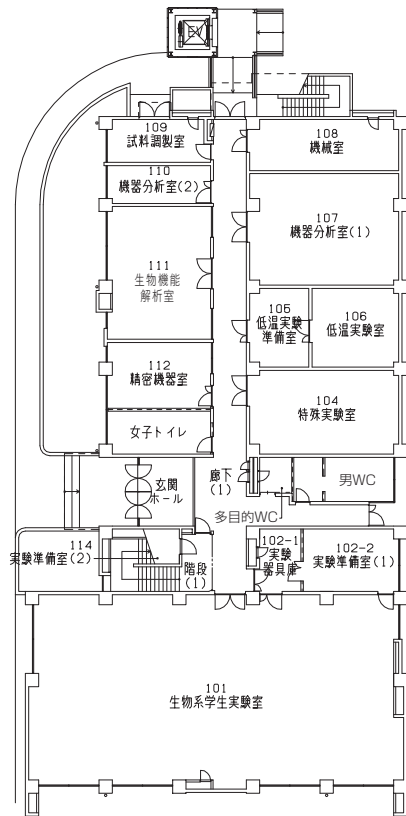 EV
109
試料調製室
110
機器分析室(2)
108
機械室
107
機器分析室(1)
111
生物機能
解析室
105
低温実験
準備室
106
低温実験室
112
精密機器室
104
特殊実験室
女子トイレ
玄関
ホール
廊下
(1)
男WC
多目的WC
114
実験準備室(2)
階段
(1)
102-1
実験
器具庫
102-2
実験準備室(1)
101
生物系学生実験室